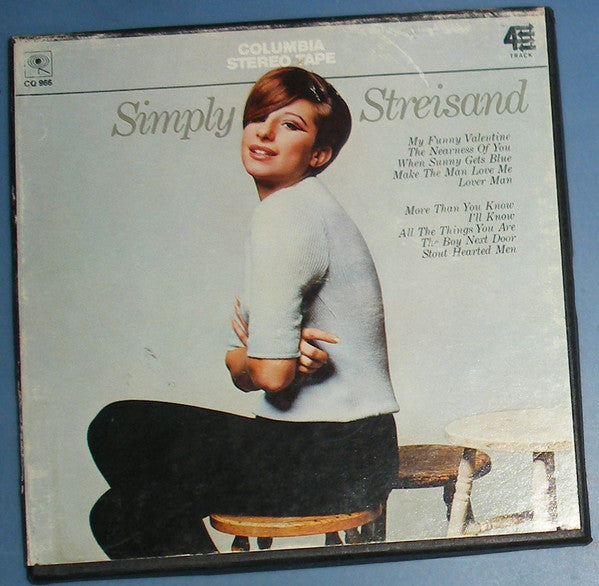 COLUMBIA
STEREO TAPE
4
TRACK
CQ 966
Simply Streisand
My Funny Valentine
The Nearness Of You
When Sunny Gets Blue
Make The Man Love Me
Lover Man
More Than You Know
I'll Know
All The Things You Are
The Boy Next Door
Stout Hearted Men